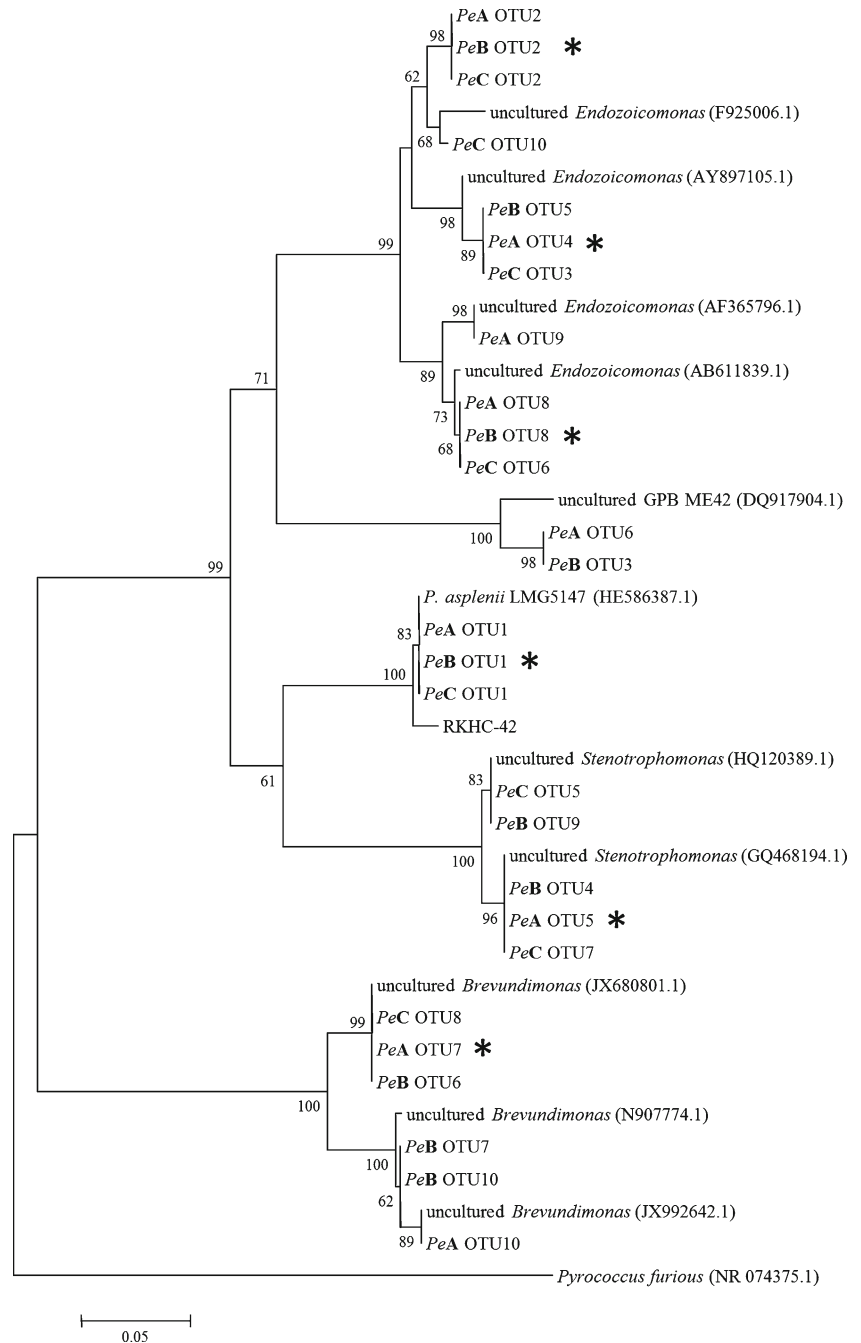 PeA OTU2
98
PeB OTU2 *
PeC OTU2
62
uncultured Endozoicomonas (F925006.1)
68
PeC OTU10
uncultured Endozoicomonas (AY897105.1)
PeB OTU5
98
PeA OTU4 *
99
89
PeC OTU3
uncultured Endozoicomonas (AF365796.1)
98
PeA OTU9
uncultured Endozoicomonas (AB611839.1)
89
71
PeA OTU8
73
PeB OTU8 *
68
PeC OTU6
uncultured GPB ME42 (DQ917904.1)
100
PeA OTU6
98
PeB OTU3
99
P. asplenii LMG5147 (HE586387.1)
PeA OTU1
83
PeB OTU1 *
100
PeC OTU1
RKHC-42
uncultured Stenotrophomonas (HQ120389.1)
83
61
PeC OTU5
PeB OTU9
uncultured Stenotrophomonas (GQ468194.1)
100
PeB OTU4
96
PeA OTU5 *
PeC OTU7
uncultured Brevundimonas (JX680801.1)
PeC OTU8
99
PeA OTU7 *
PeB OTU6
100
uncultured Brevundimonas (N907774.1)
PeB OTU7
100
PeB OTU10
62
uncultured Brevundimonas (JX992642.1)
89
PeA OTU10
Pyrococcus furious (NR 074375.1)
0.05